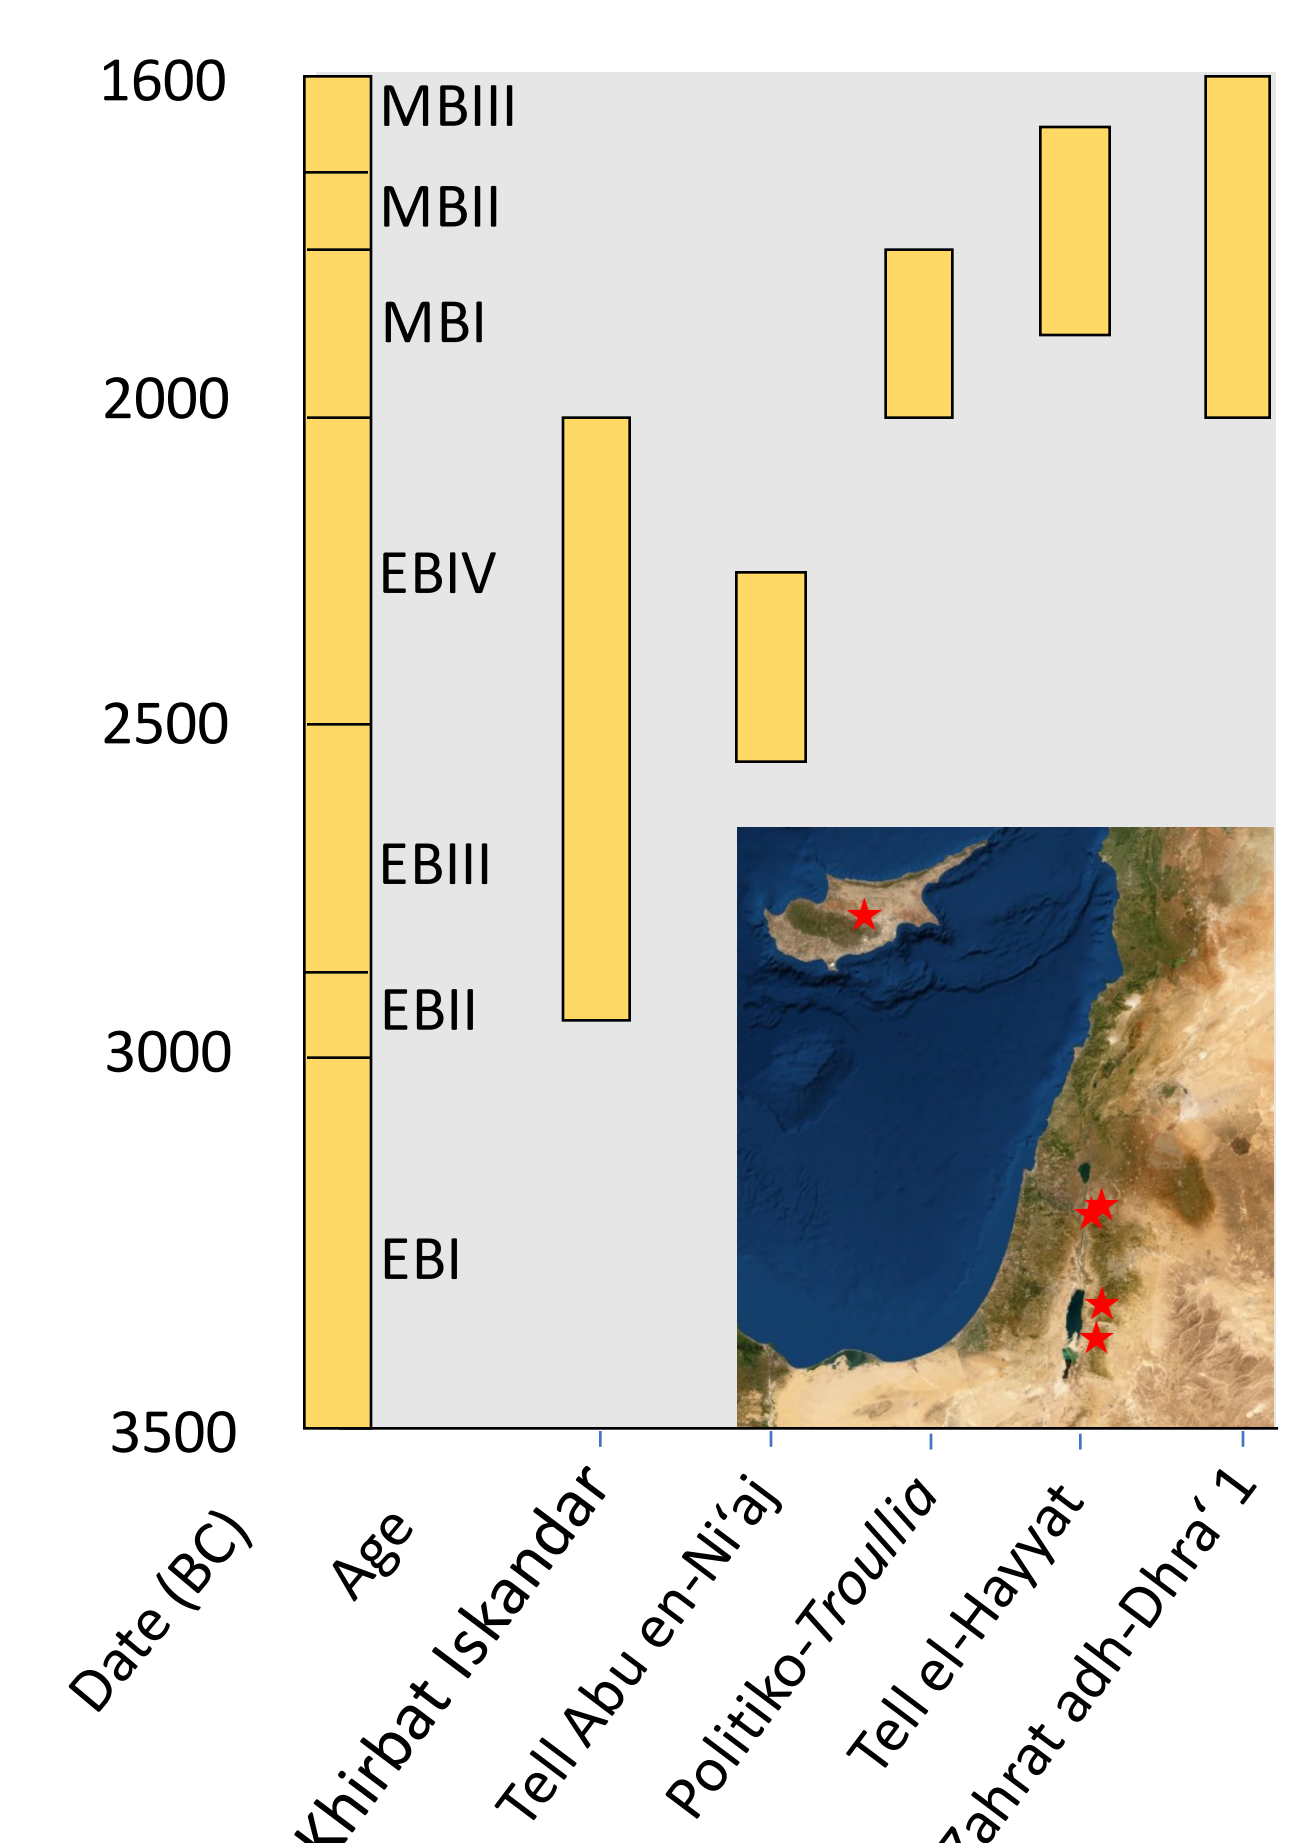 1600
MBIII
MBII
MBI
2000
EBIV
2500
EBIII
EBII
3000
EBI
3500
Date (BC)
Age
Khirbat Iskandar
Tell Abu en-Ni‘aj
Politiko-Troullia
Tell el-Hayyat
Zahrat adh-Dhra‘ 1